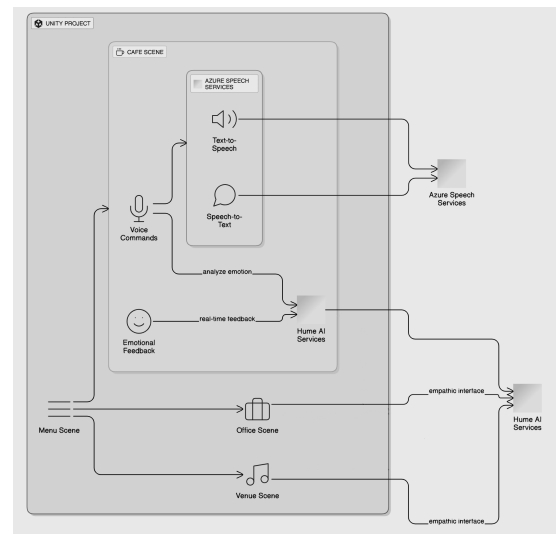 UNITY PROJECT
CAFE SCENE
AZURE SPEECH
SERVICES
Text-to-
Speech
Speech-to-
Text
Voice
Commands
Azure Speech
Services
analyze emotion
real-time feedback
Emotional
Feedback
Hume AI
Services
empathic interface
Hume AI
Services
Menu Scene
Office Scene
Venue Scene
empathic interface